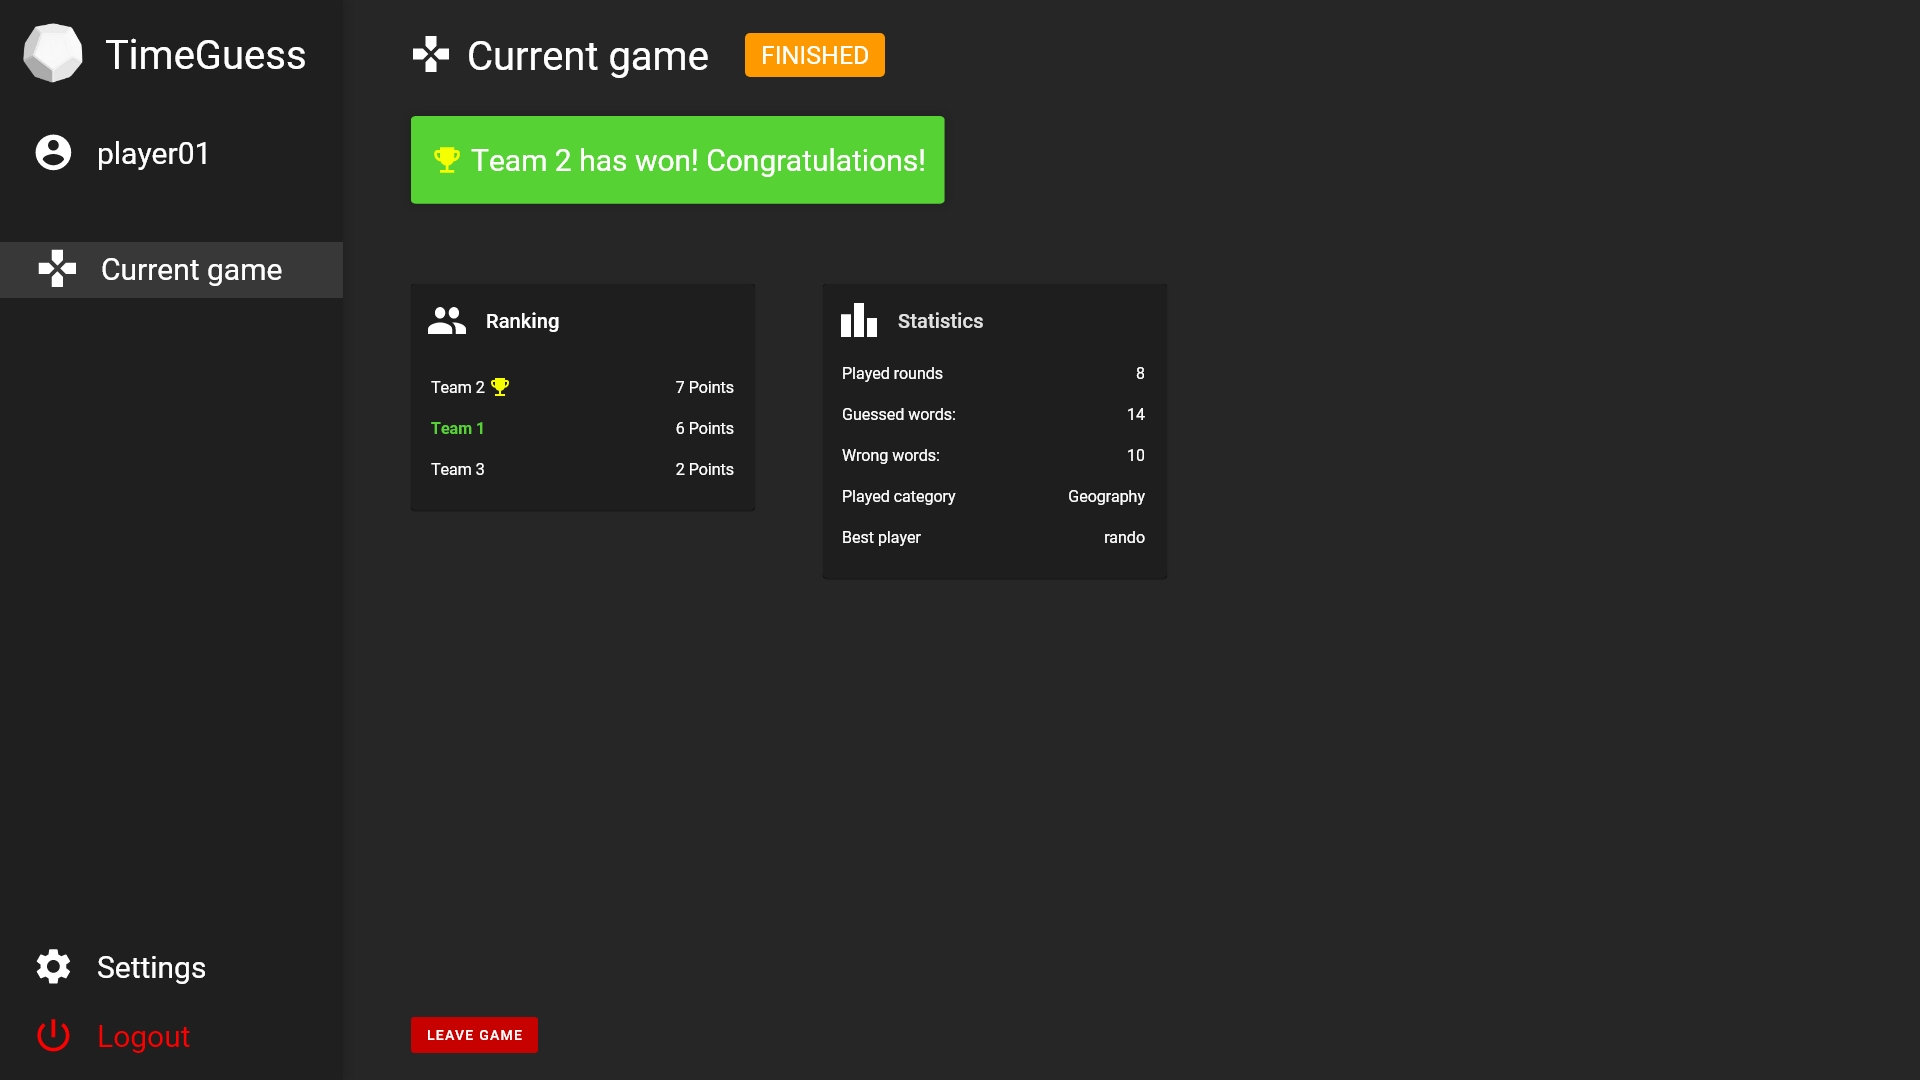 TimeGuess
player01
Current game
Settings
Logout
Current game FINISHED
Team 2 has won! Congratulations!
Ranking
Team 2 7 Points
Team 1 6 Points
Team 3 2 Points
Statistics
Played rounds 8
Guessed words: 14
Wrong words: 10
Played category Geography
Best player rando
LEAVE GAME